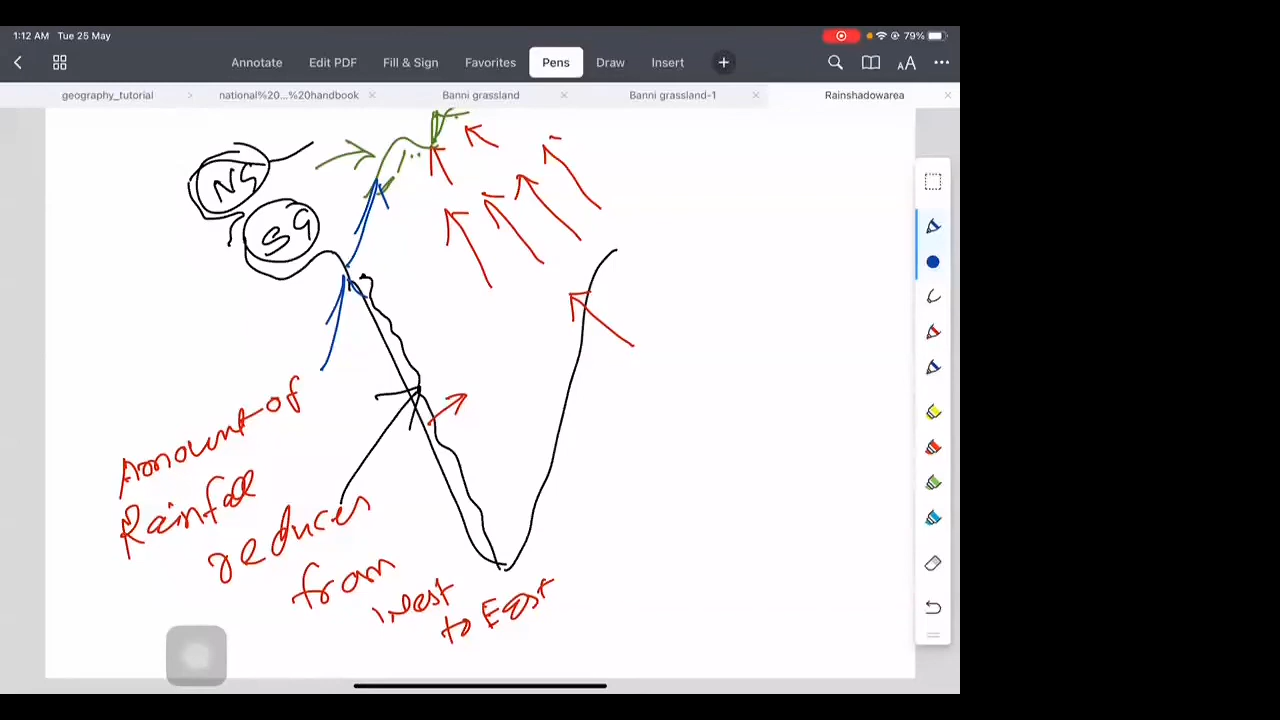 1:12 AM Tue 25 May
79%
Annotate Edit PDF Fill & Sign Favorites Pens Draw Insert
AA
geography_tutorial national%20...%20handbook Banni grassland Banni grassland-1 Rainshadowarea
NS
Sg
Amount of
Rainfall
reduces
from
West
to East